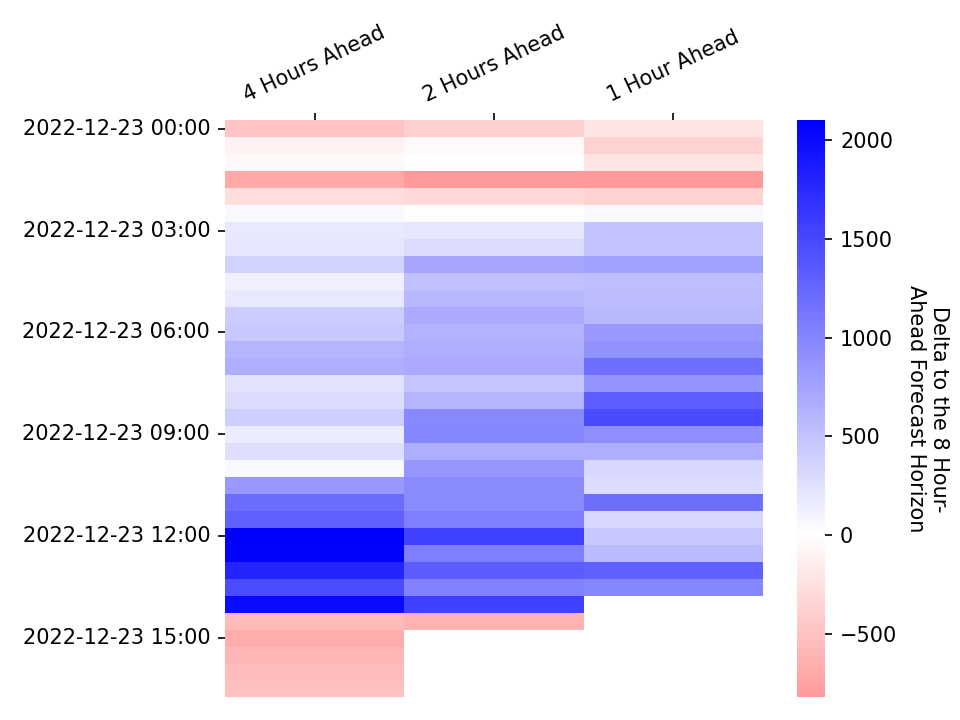 4 Hours Ahead
2 Hours Ahead
1 Hour Ahead
2022-12-23 00:00
2022-12-23 03:00
2022-12-23 06:00
2022-12-23 09:00
2022-12-23 12:00
2022-12-23 15:00
2000
1500
1000
500
0
−500
Delta to the 8 Hour-
Ahead Forecast Horizon